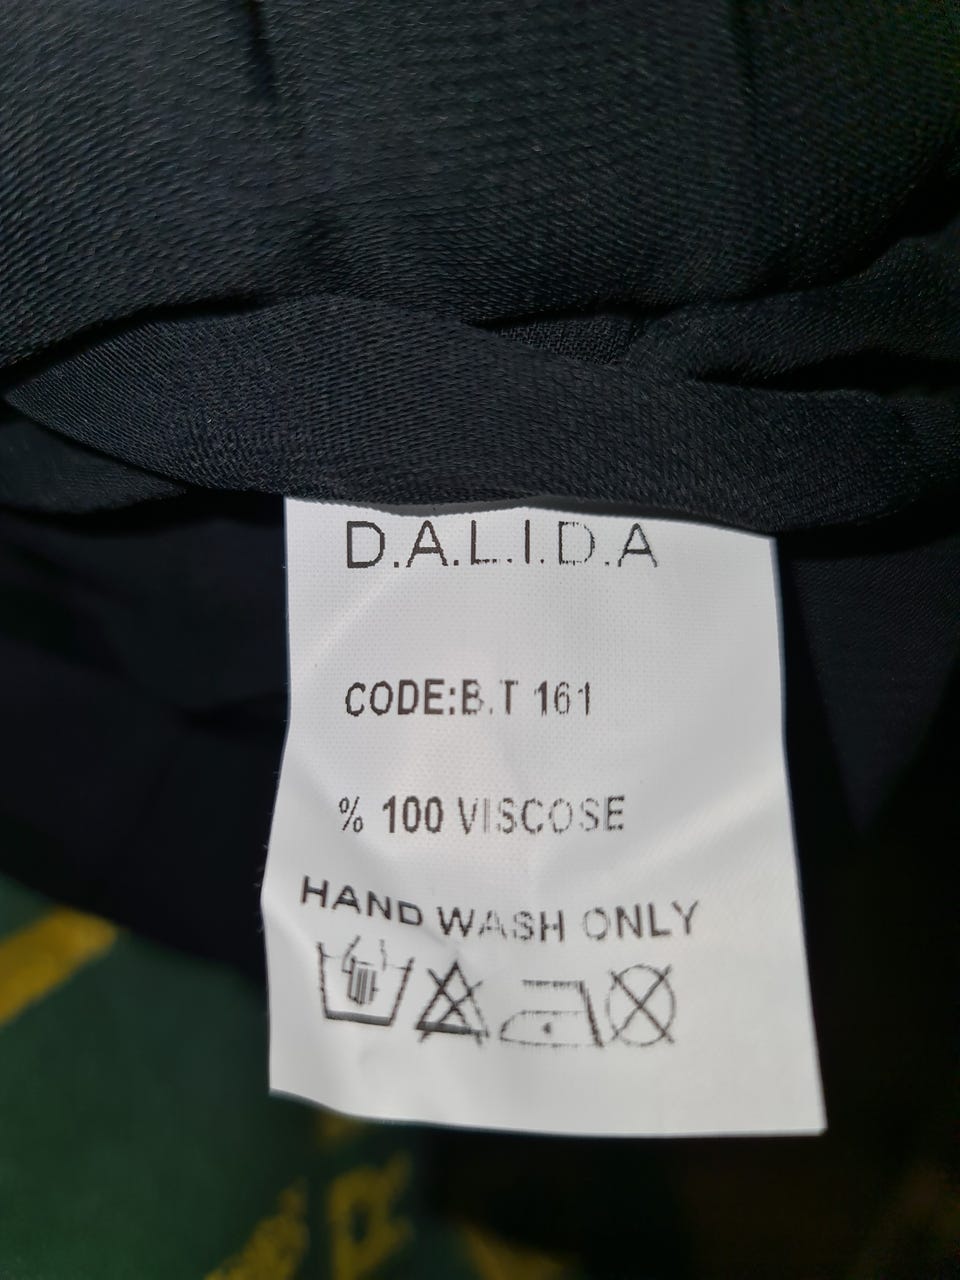 D.A.L.I.D.A
CODE:B.T 161
% 100 VISCOSE
HAND WASH ONLY